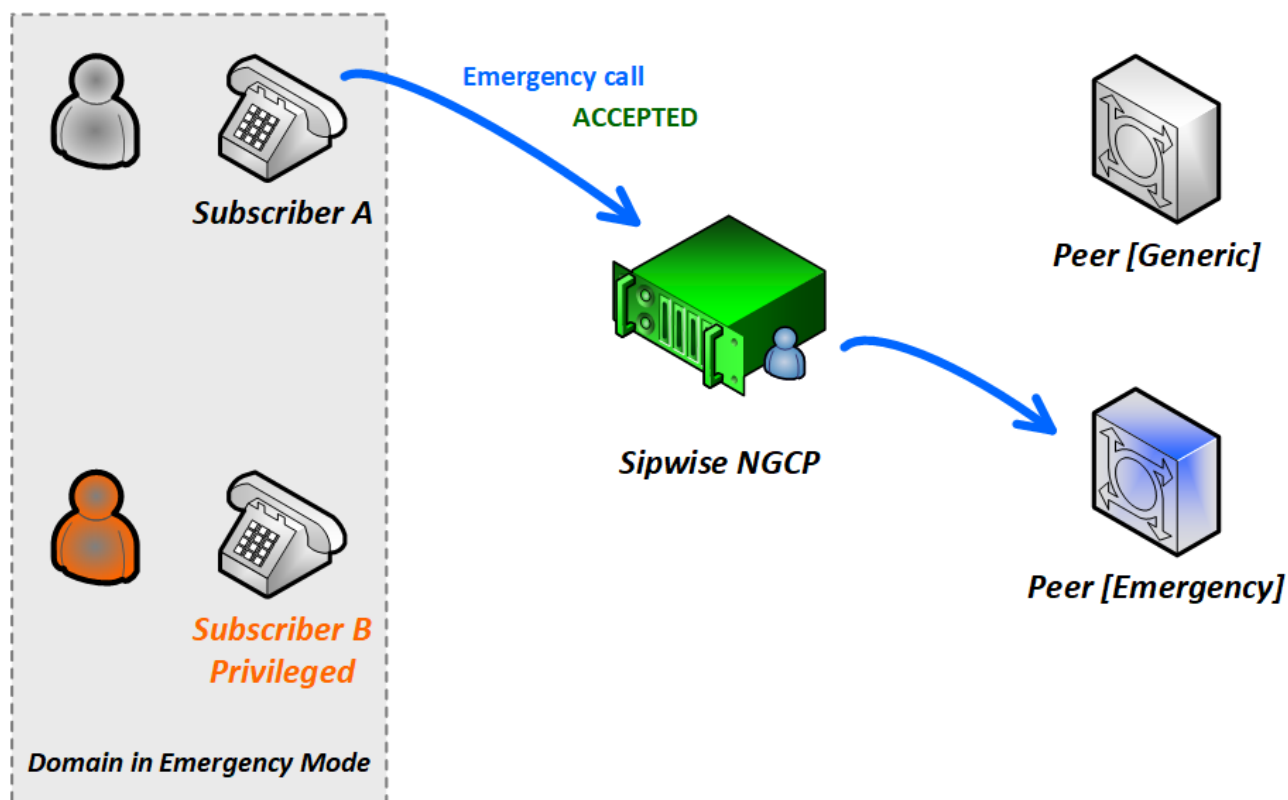 Emergency call
ACCEPTED
Subscriber A
Peer [Generic]
Sipwise NGCP
Peer [Emergency]
Subscriber B
Privileged
Domain in Emergency Mode